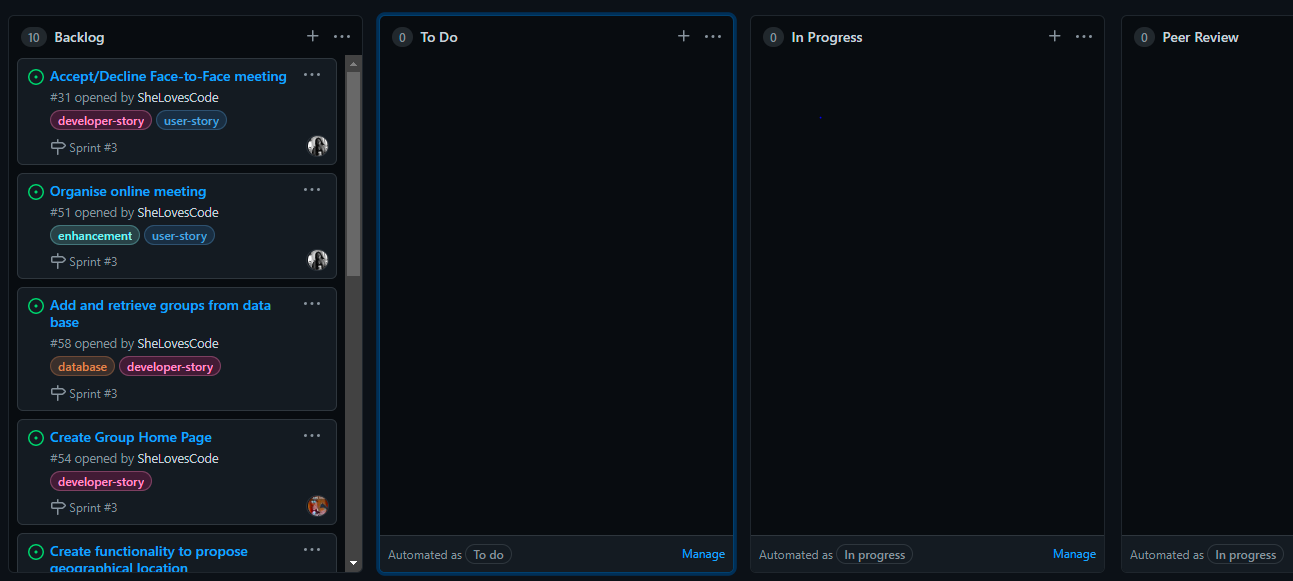 10 Backlog
Accept/Decline Face-to-Face meeting
#31 opened by SheLovesCode
developer-story user-story
Sprint #3
Organise online meeting
#51 opened by SheLovesCode
enhancement user-story
Sprint #3
Add and retrieve groups from data
base
#58 opened by SheLovesCode
database developer-story
Sprint #3
Create Group Home Page
#54 opened by SheLovesCode
developer-story
Sprint #3
Create functionality to propose
geographical location
0 To Do
Automated as To do Manage
0 In Progress
Automated as In progress Manage
0 Peer Review
Automated as In progress